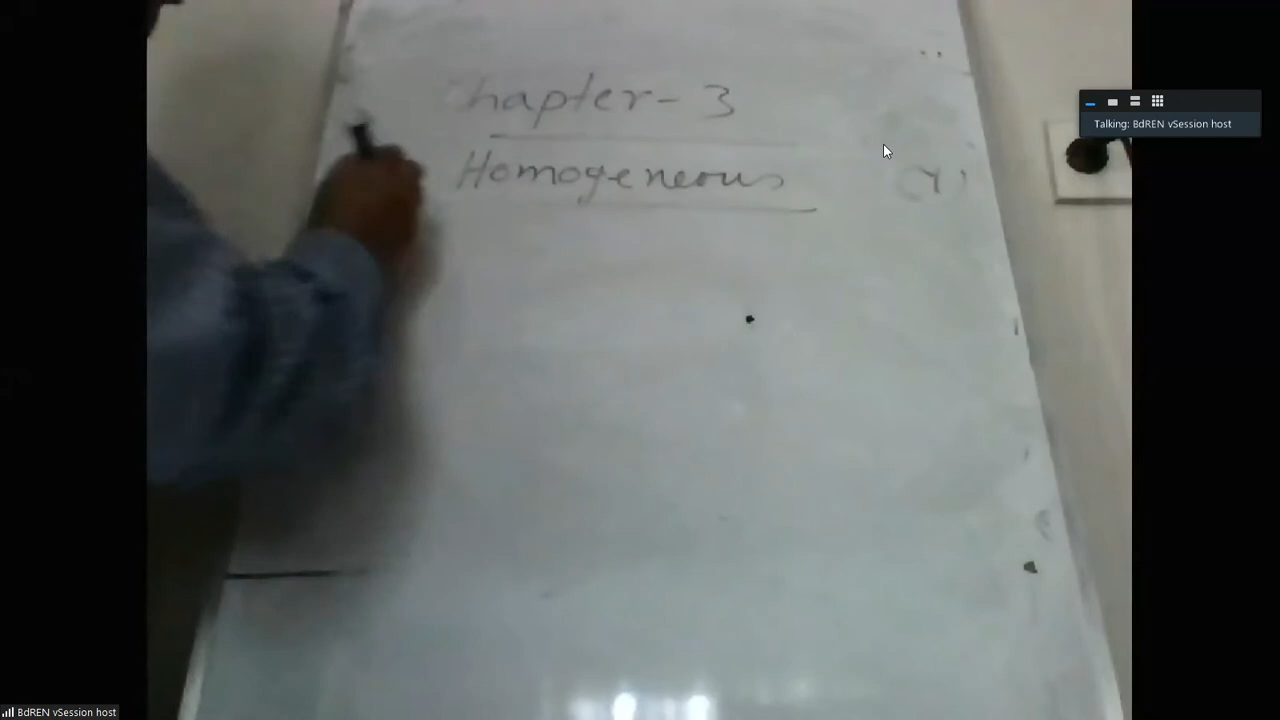 Chapter - 3
Homogeneous
(Y)
Talking: BdREN vSession host
BdREN vSession host